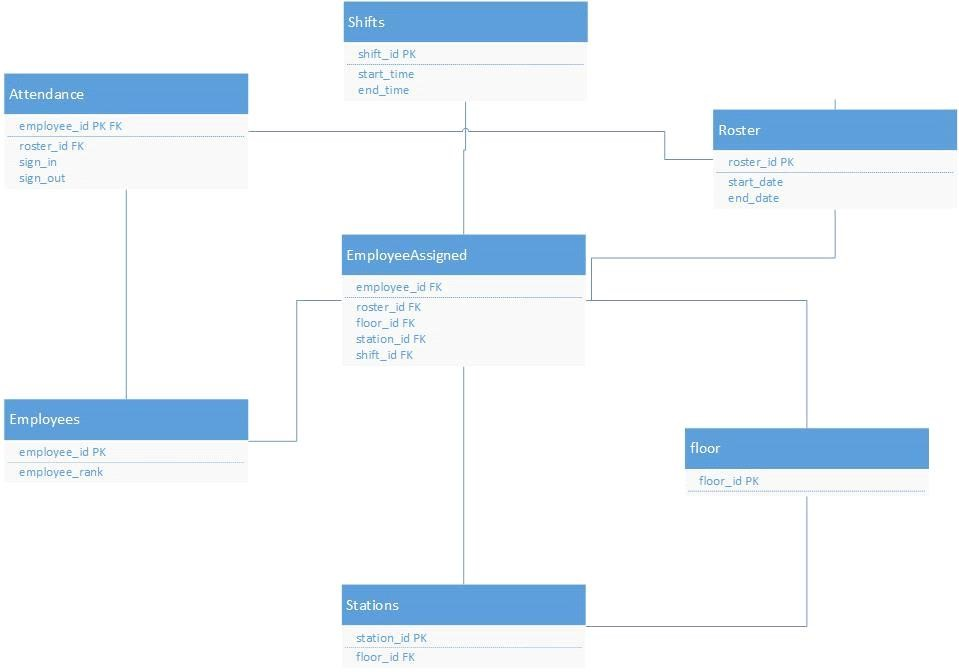 Shifts
shift_id PK
start_time
end_time
Attendance
employee_id PK FK
roster_id FK
sign_in
sign_out
Roster
roster_id PK
start_date
end_date
EmployeeAssigned
employee_id FK
roster_id FK
floor_id FK
station_id FK
shift_id FK
Employees
employee_id PK
employee_rank
floor
floor_id PK
Stations
station_id PK
floor_id FK